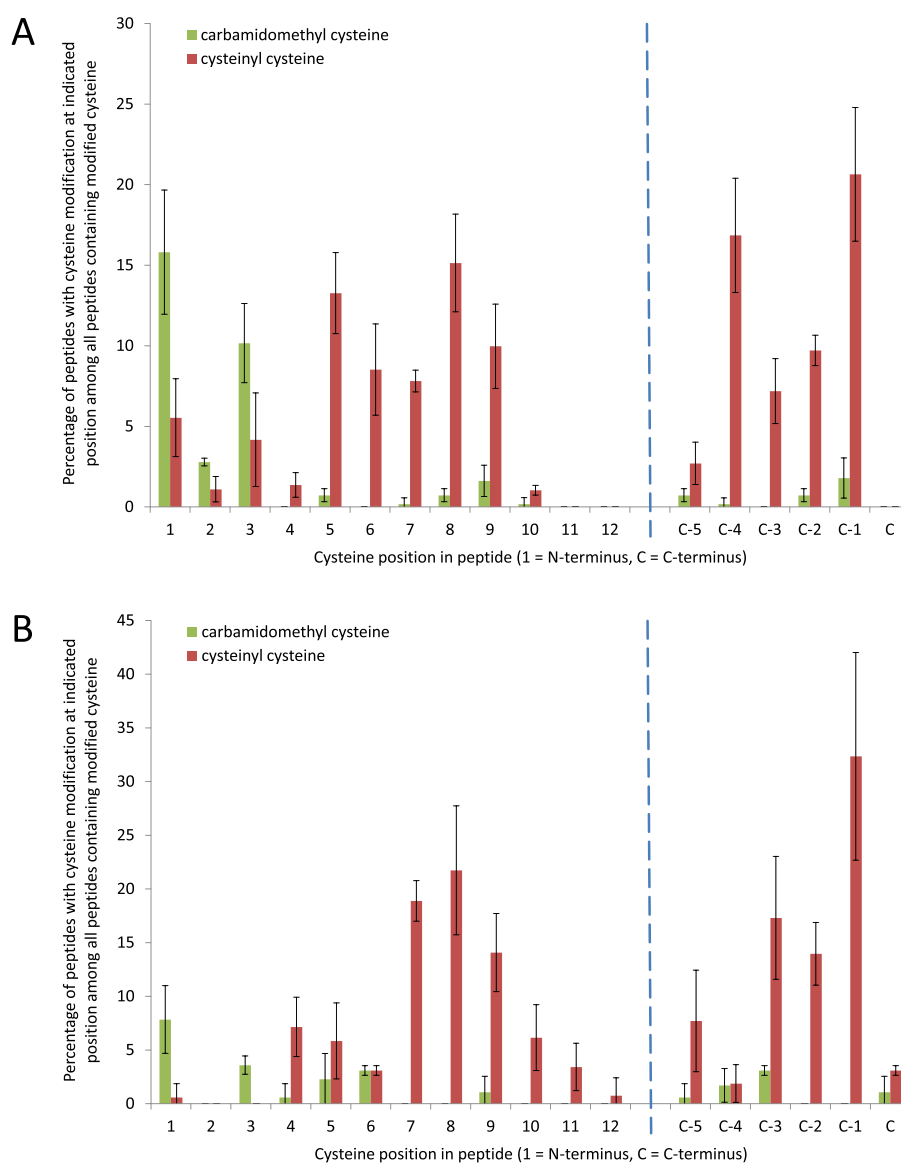 A
30
25
20
15
10
5
0
Percentage of peptides with cysteine modification at indicated
position among all peptides containing modified cysteine
carbamidomethyl cysteine
cysteinyl cysteine
1 2 3 4 5 6 7 8 9 10 11 12 C-5 C-4 C-3 C-2 C-1 C
Cysteine position in peptide (1 = N-terminus, C = C-terminus)
B
45
40
35
30
25
20
15
10
5
0
Percentage of peptides with cysteine modification at indicated
position among all peptides containing modified cysteine
carbamidomethyl cysteine
cysteinyl cysteine
1 2 3 4 5 6 7 8 9 10 11 12 C-5 C-4 C-3 C-2 C-1 C
Cysteine position in peptide (1 = N-terminus, C = C-terminus)